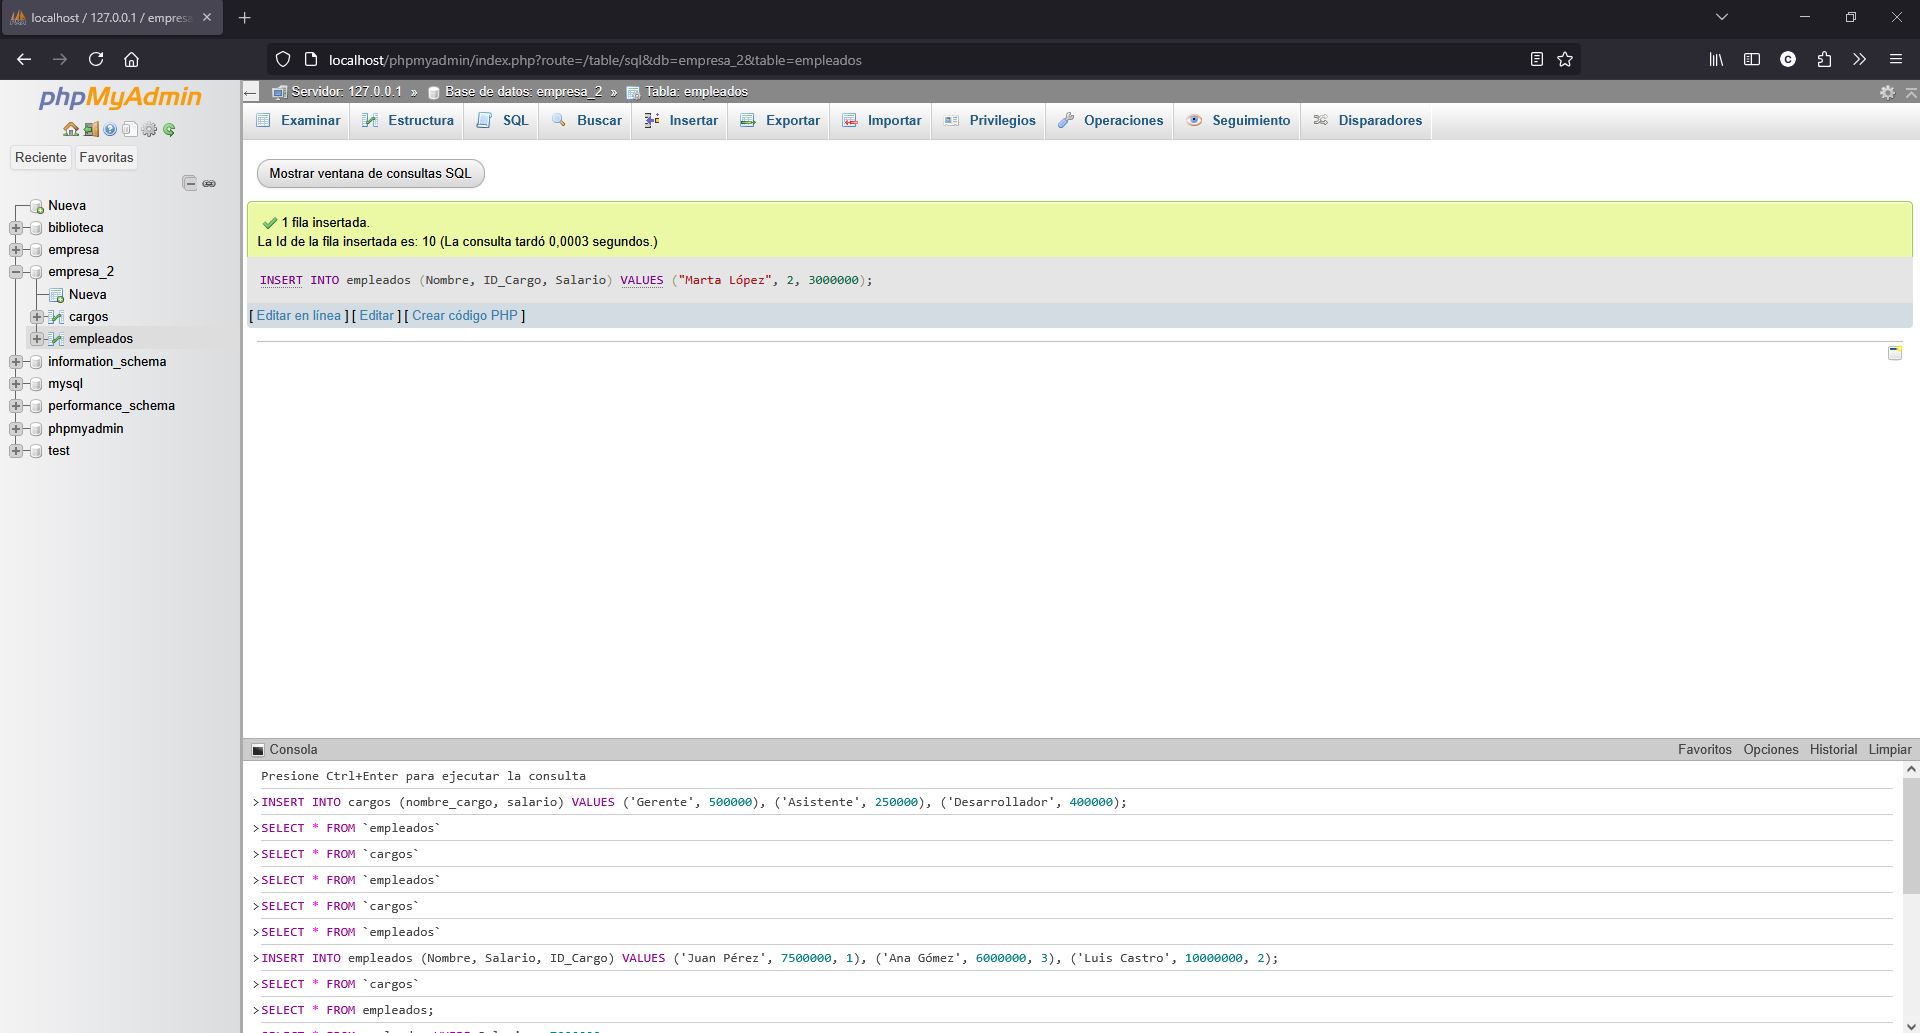 localhost / 127.0.0.1 / empresa
localhost/phpmyadmin/index.php?route=/table/sql&db=empresa_2&table=empleados
phpMyAdmin
Reciente Favoritas
Nueva
biblioteca
empresa
empresa_2
Nueva
cargos
empleados
information_schema
mysql
performance_schema
phpmyadmin
test
Servidor: 127.0.0.1 » Base de datos: empresa_2 » Tabla: empleados
Examinar Estructura SQL Buscar Insertar Exportar Importar Privilegios Operaciones Seguimiento Disparadores
Mostrar ventana de consultas SQL
1 fila insertada.
La Id de la fila insertada es: 10 (La consulta tardó 0,0003 segundos.)
INSERT INTO empleados (Nombre, ID_Cargo, Salario) VALUES ("Marta López", 2, 3000000);
[ Editar en línea ] [ Editar ] [ Crear código PHP ]
Consola Favoritos Opciones Historial Limpiar
Presione Ctrl+Enter para ejecutar la consulta
>INSERT INTO cargos (nombre_cargo, salario) VALUES ('Gerente', 500000), ('Asistente', 250000), ('Desarrollador', 400000);
>SELECT * FROM `empleados`
>SELECT * FROM `cargos`
>SELECT * FROM `empleados`
>SELECT * FROM `cargos`
>SELECT * FROM `empleados`
>INSERT INTO empleados (Nombre, Salario, ID_Cargo) VALUES ('Juan Pérez', 7500000, 1), ('Ana Gómez', 6000000, 3), ('Luis Castro', 10000000, 2);
>SELECT * FROM `cargos`
>SELECT * FROM empleados;